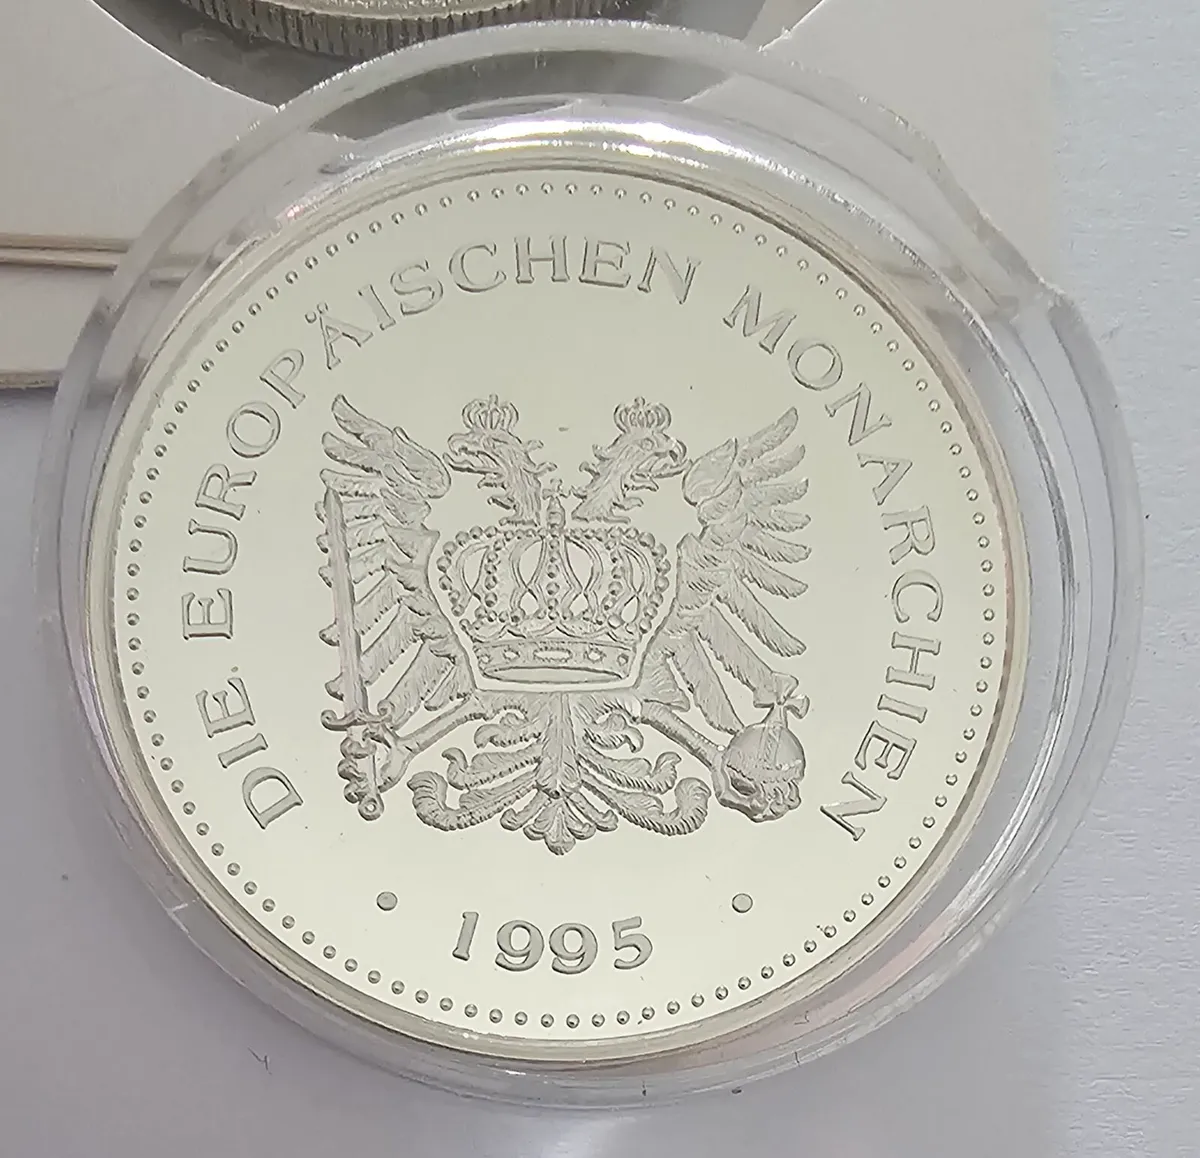 DIE EUROPÄISCHEN MONARCHIEN
• 1995 •